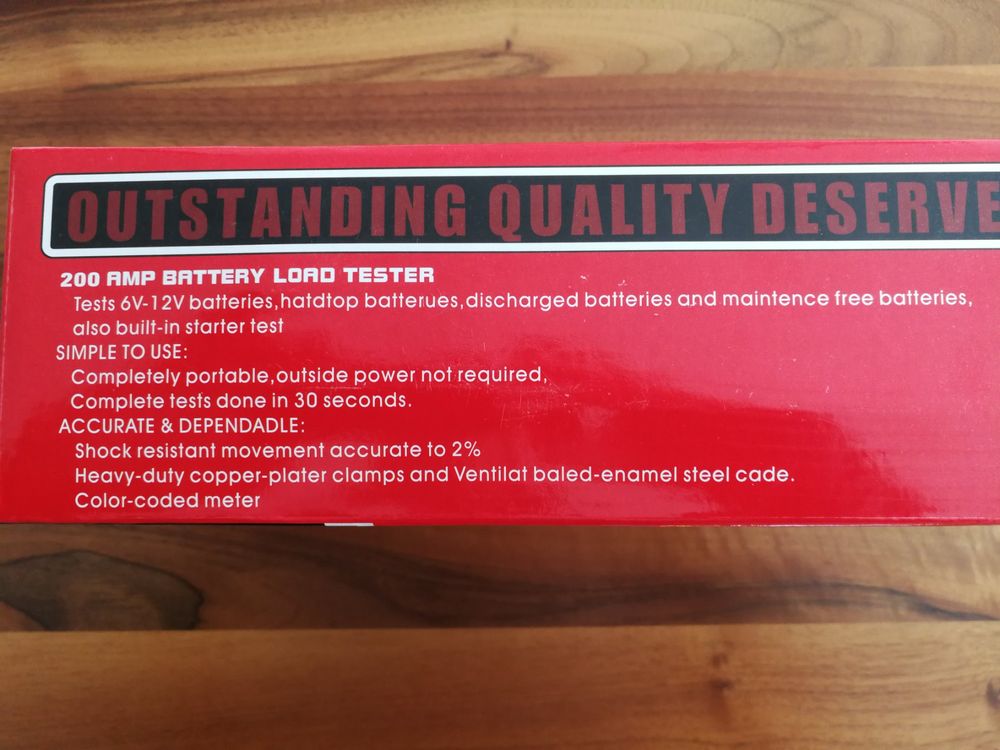 OUTSTANDING QUALITY DESERVE
200 AMP BATTERY LOAD TESTER
Tests 6V-12V batteries,hatdtop batterues,discharged batteries and maintence free batteries,
also built-in starter test
SIMPLE TO USE:
Completely portable,outside power not required,
Complete tests done in 30 seconds.
ACCURATE & DEPENDADLE:
Shock resistant movement accurate to 2%
Heavy-duty copper-plater clamps and Ventilat baled-enamel steel cade.
Color-coded meter